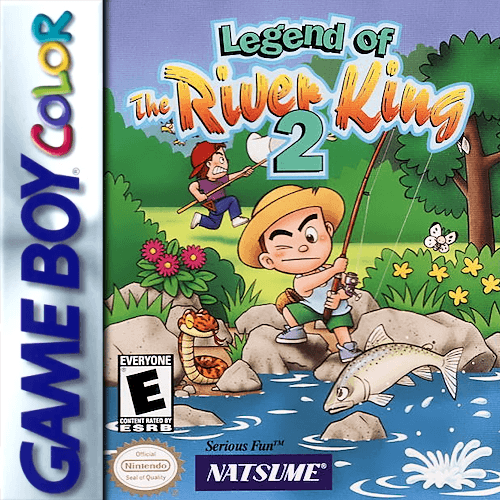 GAME BOY COLOR
Legend of
The River King
2
EVERYONE
E
CONTENT RATED BY
ESRB
Official
Nintendo
Seal of Quality
Serious Fun™
NATSUME®